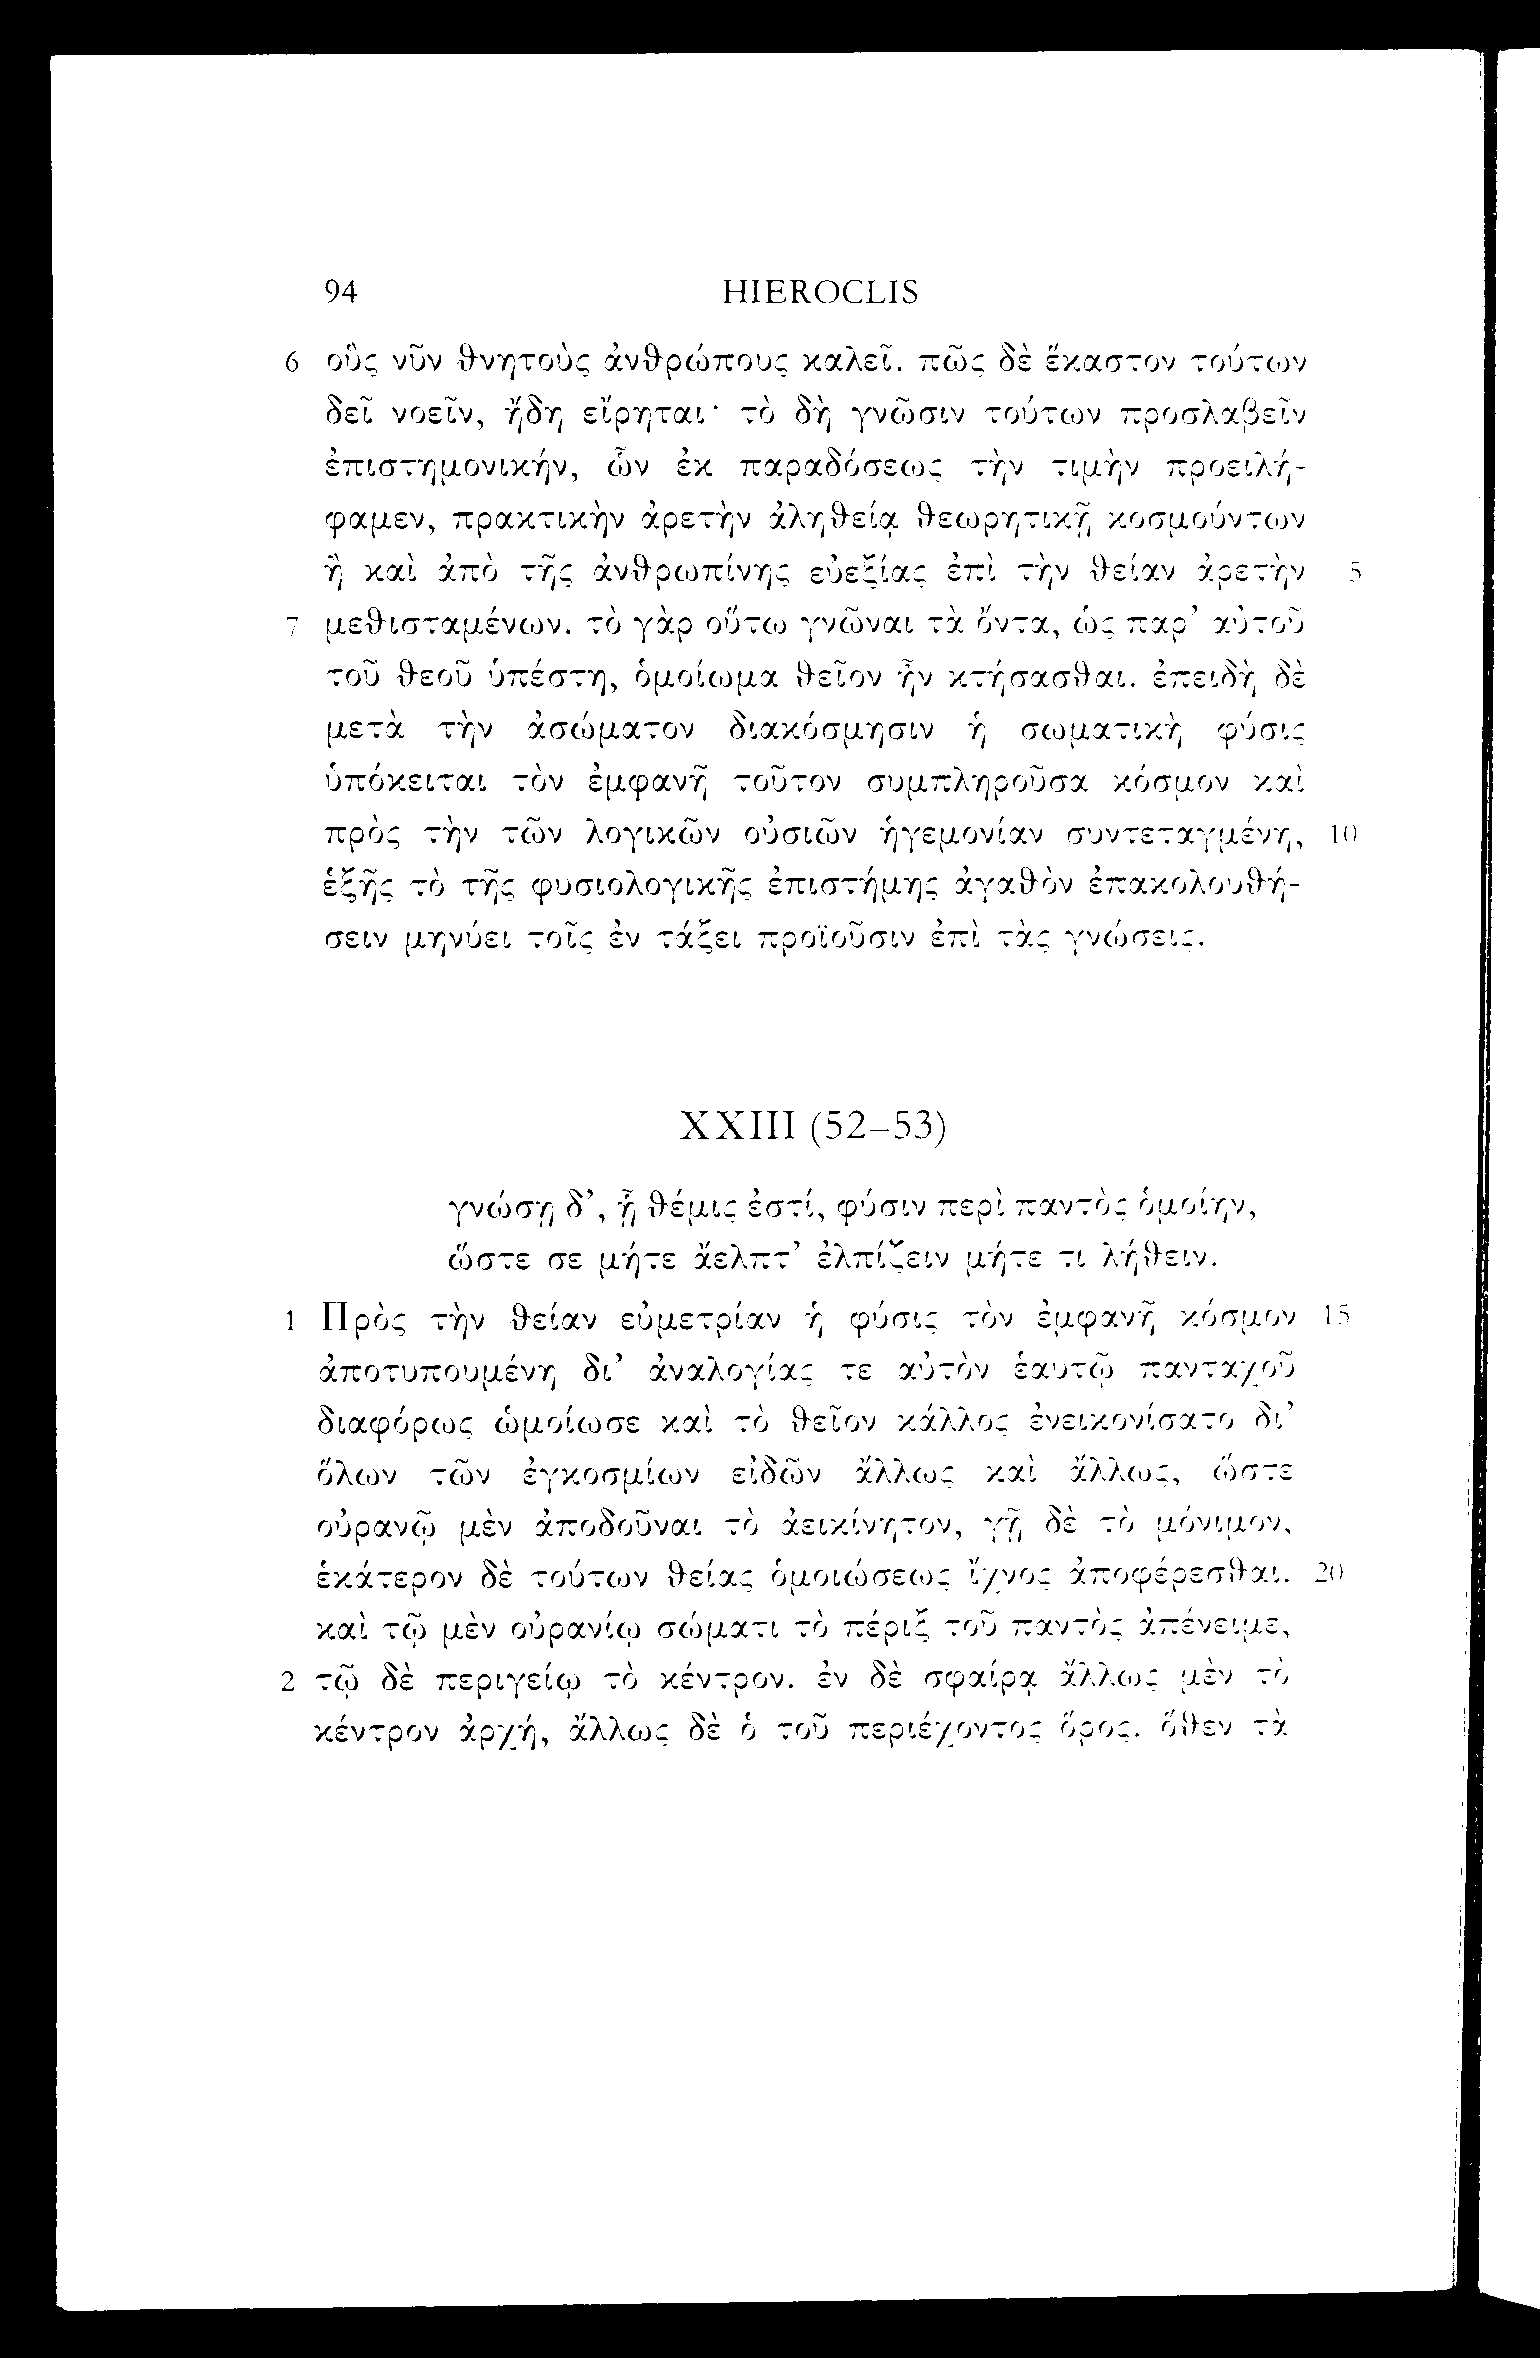 94 HIEROCLIS
6 οὓς νῦν θνητοὺς ἀνθρώπους καλεῖ. πῶς δὲ ἕκαστον τούτων
δεῖ νοεῖν, ἤδη εἴρηται· τὸ δὴ γνῶσιν τούτων προσλαβεῖν
ἐπιστημονικήν, ὧν ἐκ παραδόσεως τὴν τιμὴν προειλή-
φαμεν, πρακτικὴν ἀρετὴν ἀληθείᾳ θεωρητικῇ κοσμούντων
ἢ καὶ ἀπὸ τῆς ἀνθρωπίνης εὐεξίας ἐπὶ τὴν θείαν ἀρετὴν 5
7 μεθισταμένων. τὸ γὰρ οὕτω γνῶναι τὰ ὄντα, ὡς παρ’ αὐτοῦ
τοῦ θεοῦ ὑπέστη, ὁμοίωμα θεῖον ἦν κτήσασθαι. ἐπειδὴ δὲ
μετὰ τὴν ἀσώματον διακόσμησιν ἡ σωματικὴ φύσις
ὑπόκειται τὸν ἐμφανῆ τοῦτον συμπληροῦσα κόσμον καὶ
πρὸς τὴν τῶν λογικῶν οὐσιῶν ἡγεμονίαν συντεταγμένη, 10
ἑξῆς τὸ τῆς φυσιολογικῆς ἐπιστήμης ἀγαθὸν ἐπακολουθή-
σειν μηνύει τοῖς ἐν τάξει προϊοῦσιν ἐπὶ τὰς γνώσεις.
XXIII (52–53)
γνώσῃ δ’, ᾗ θέμις ἐστί, φύσιν περὶ παντὸς ὁμοίην,
ὥστε σε μήτε ἄελπτ’ ἐλπίζειν μήτε τι λήθειν.
1 Πρὸς τὴν θείαν εὐμετρίαν ἡ φύσις τὸν ἐμφανῆ κόσμον 15
ἀποτυπουμένη δι’ ἀναλογίας τε αὐτὸν ἑαυτῷ πανταχοῦ
διαφόρως ὡμοίωσε καὶ τὸ θεῖον κάλλος ἐνεικονίσατο δι’
ὅλων τῶν ἐγκοσμίων εἰδῶν ἄλλως καὶ ἄλλως, ὥστε
οὐρανῷ μὲν ἀποδοῦναι τὸ ἀεικίνητον, γῇ δὲ τὸ μόνιμον,
ἑκάτερον δὲ τούτων θείας ὁμοιώσεως ἴχνος ἀποφέρεσθαι. 20
καὶ τῷ μὲν οὐρανίῳ σώματι τὸ πέριξ τοῦ παντὸς ἀπένειμε,
2 τῷ δὲ περιγείῳ τὸ κέντρον. ἐν δὲ σφαίρᾳ ἄλλως μὲν τὸ
κέντρον ἀρχή, ἄλλως δὲ ὁ τοῦ περιέχοντος ὅρος. ὅθεν τὰ